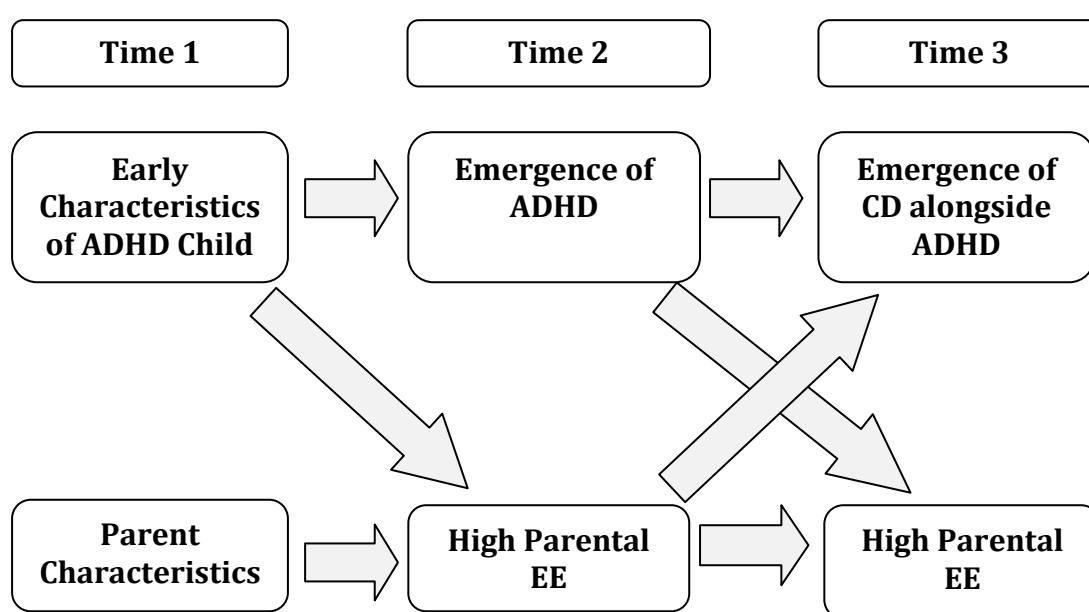 Time 1
Time 2
Time 3
Early
Characteristics
of ADHD Child
Emergence of
ADHD
Emergence of
CD alongside
ADHD
Parent
Characteristics
High Parental
EE
High Parental
EE